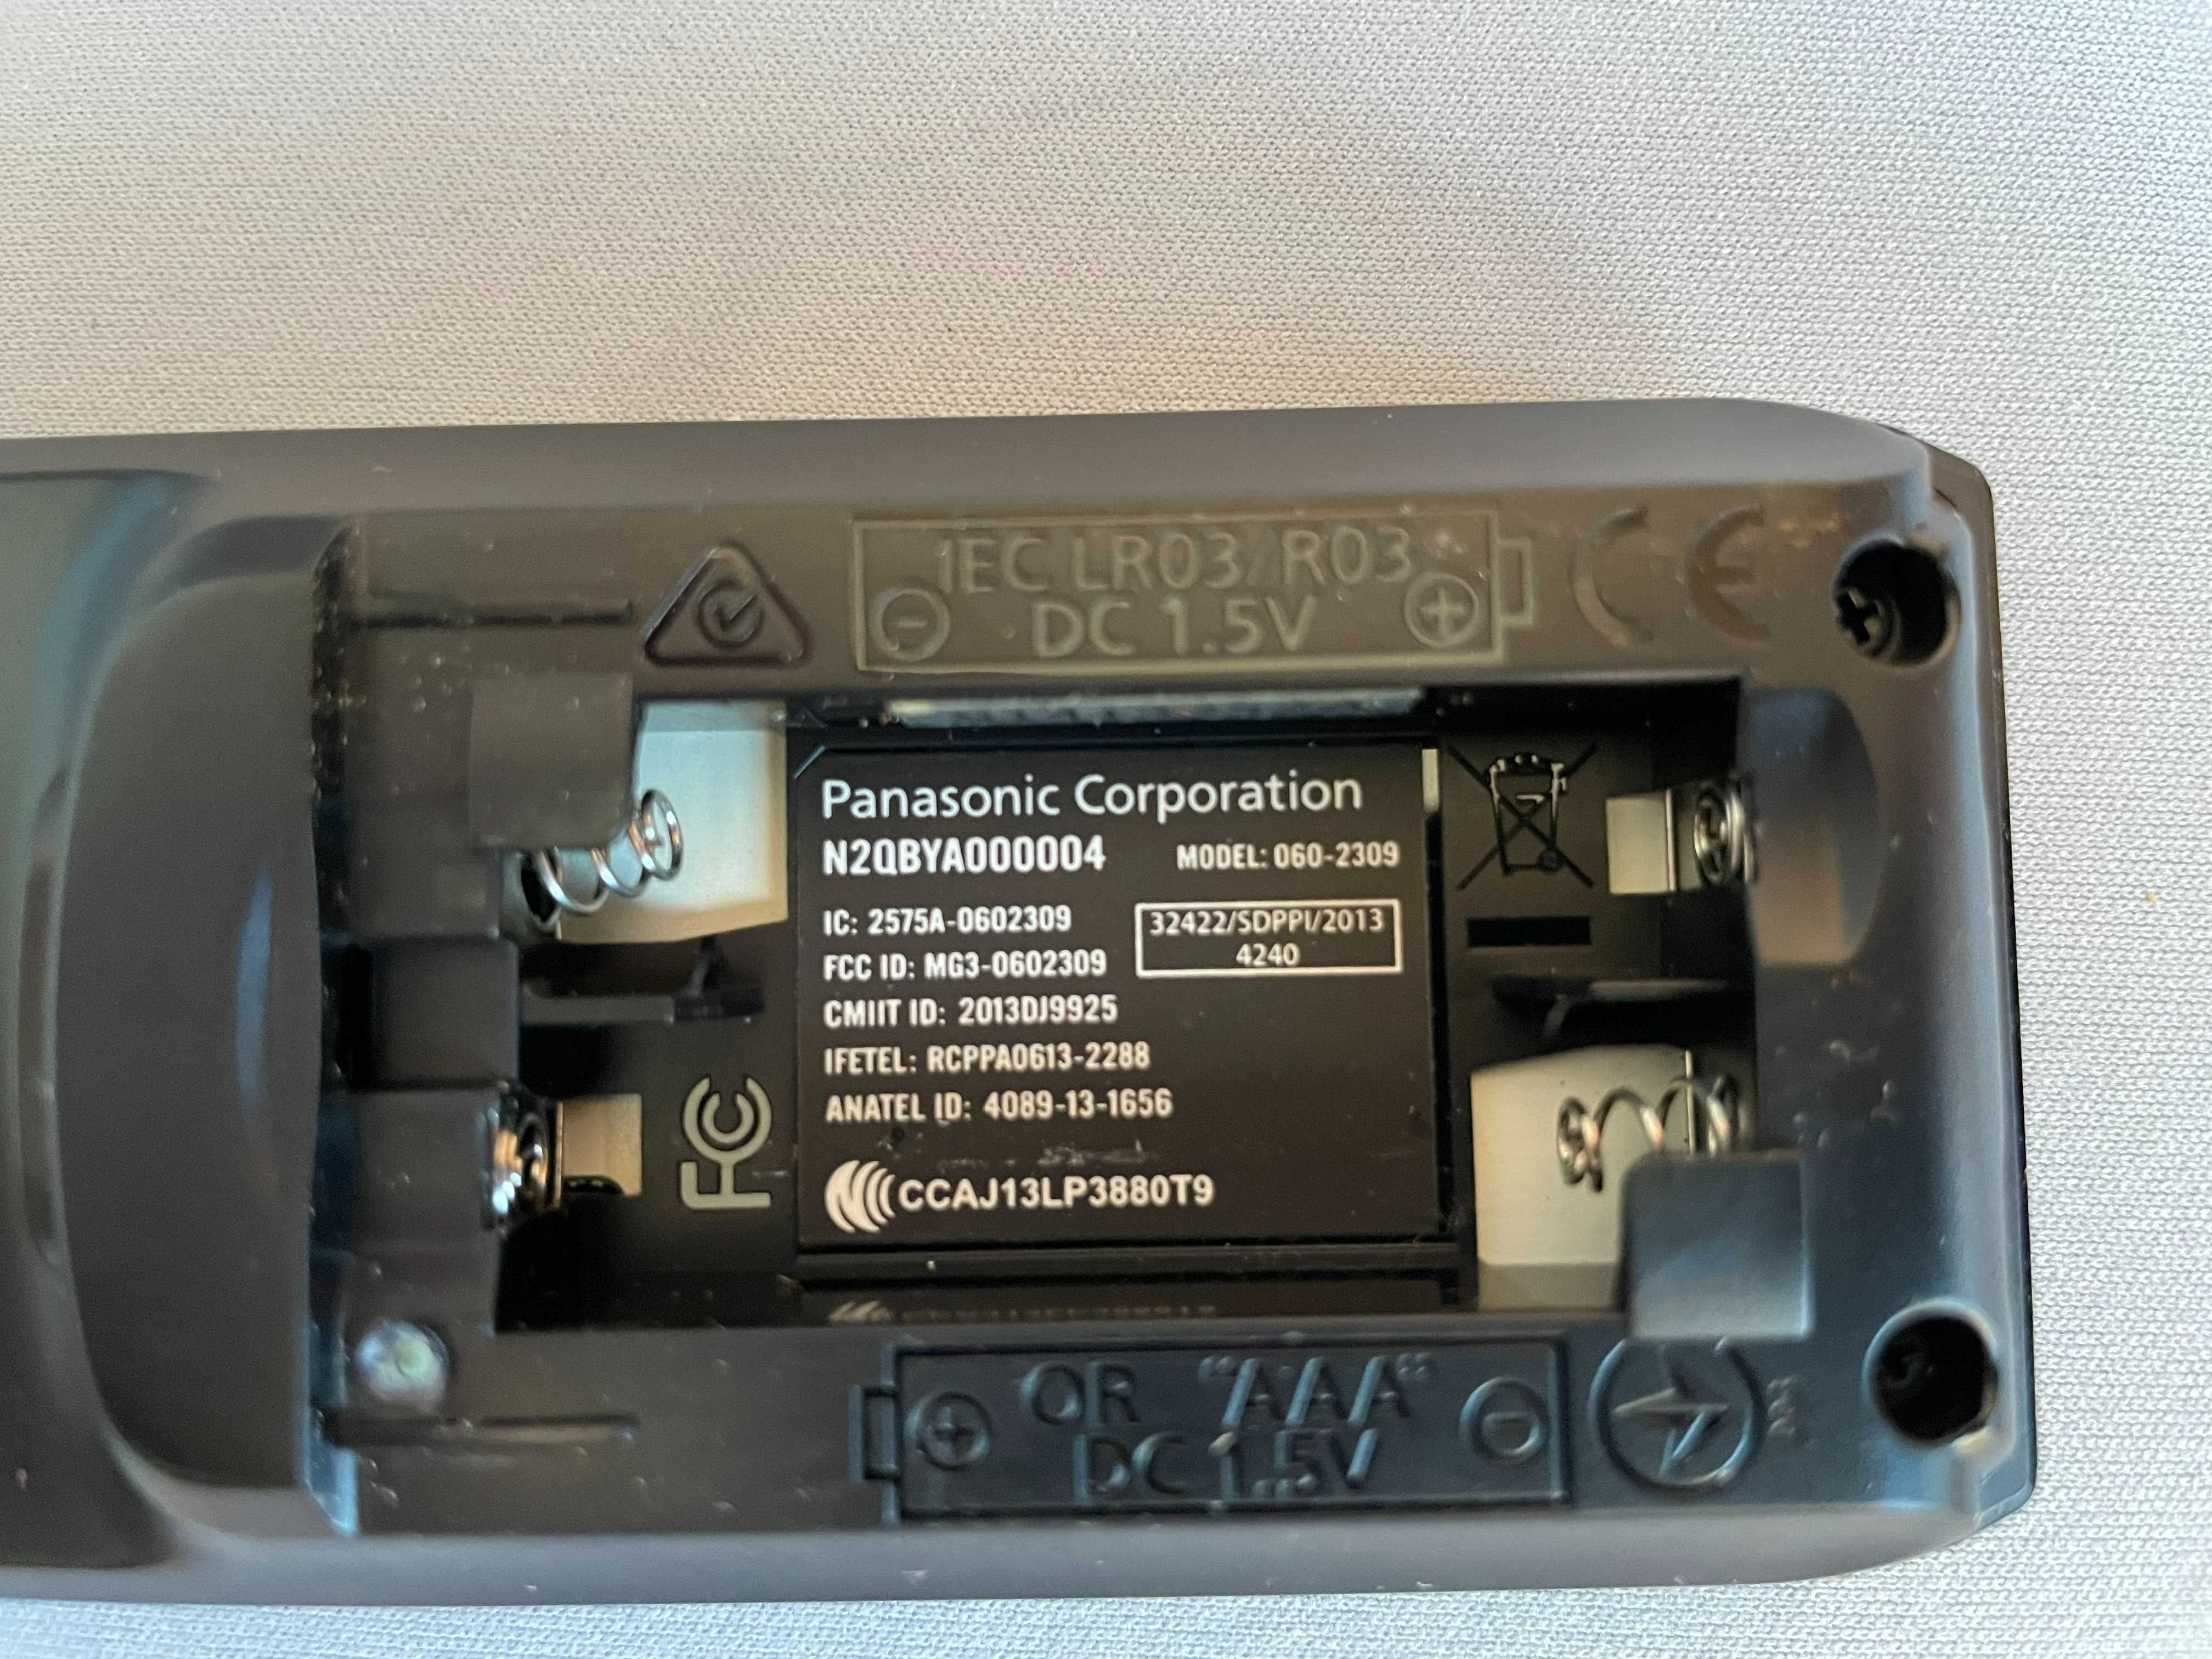 IEC LR03/R03
DC 1.5V
CE
Panasonic Corporation
N2QBYA000004 MODEL: 060-2309
IC: 2575A-0602309
32422/SDPPI/2013
4240
FCC ID: MG3-0602309
CMIIT ID: 2013DJ9925
IFETEL: RCPPA0613-2288
ANATEL ID: 4089-13-1656
FC
CCAJ13LP3880T9
OR "AAA"
DC 1.5V